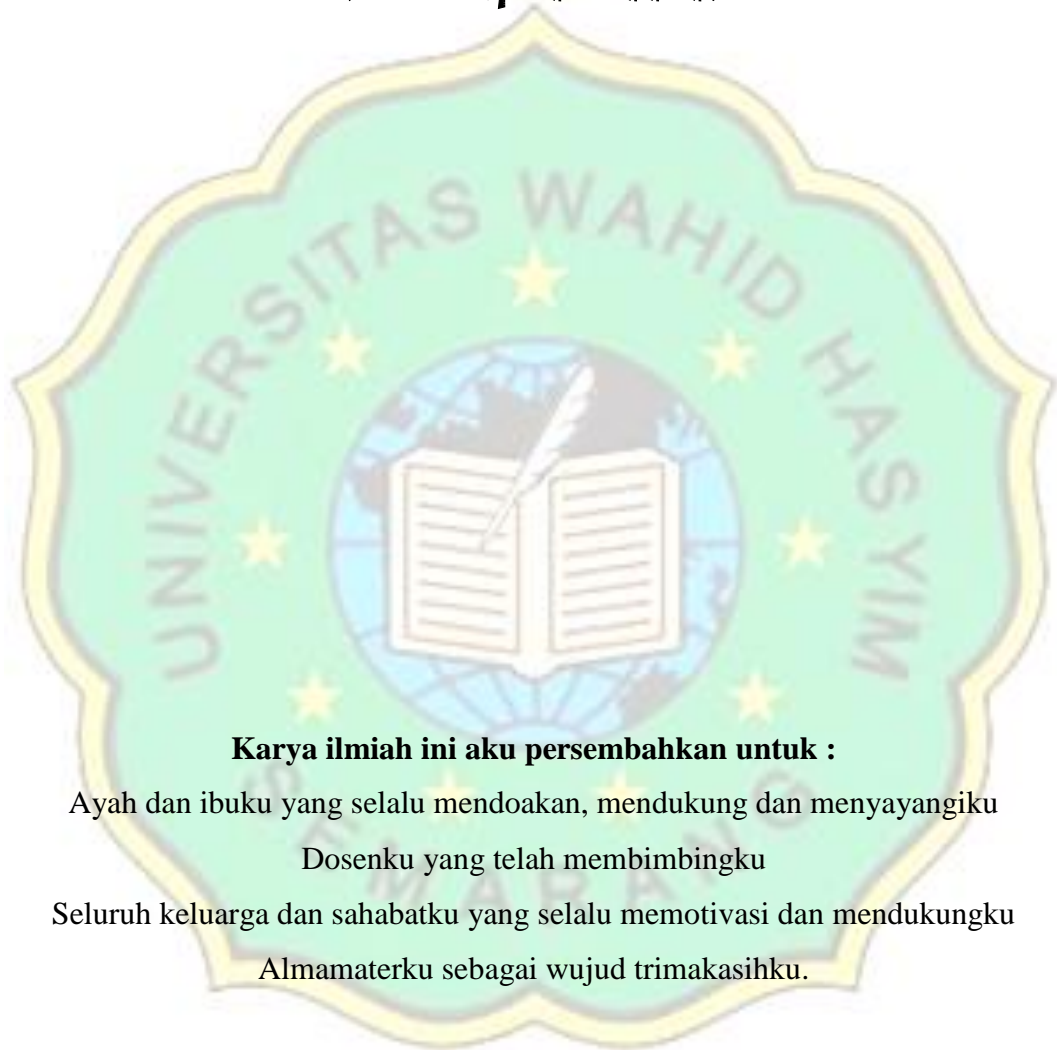 UNIVERSITAS WAHID HASYIM
SEMARANG
Karya ilmiah ini aku persembahkan untuk :
Ayah dan ibuku yang selalu mendoakan, mendukung dan menyayangiku
Dosenku yang telah membimbingku
Seluruh keluarga dan sahabatku yang selalu memotivasi dan mendukungku
Almamaterku sebagai wujud trimakasihku.